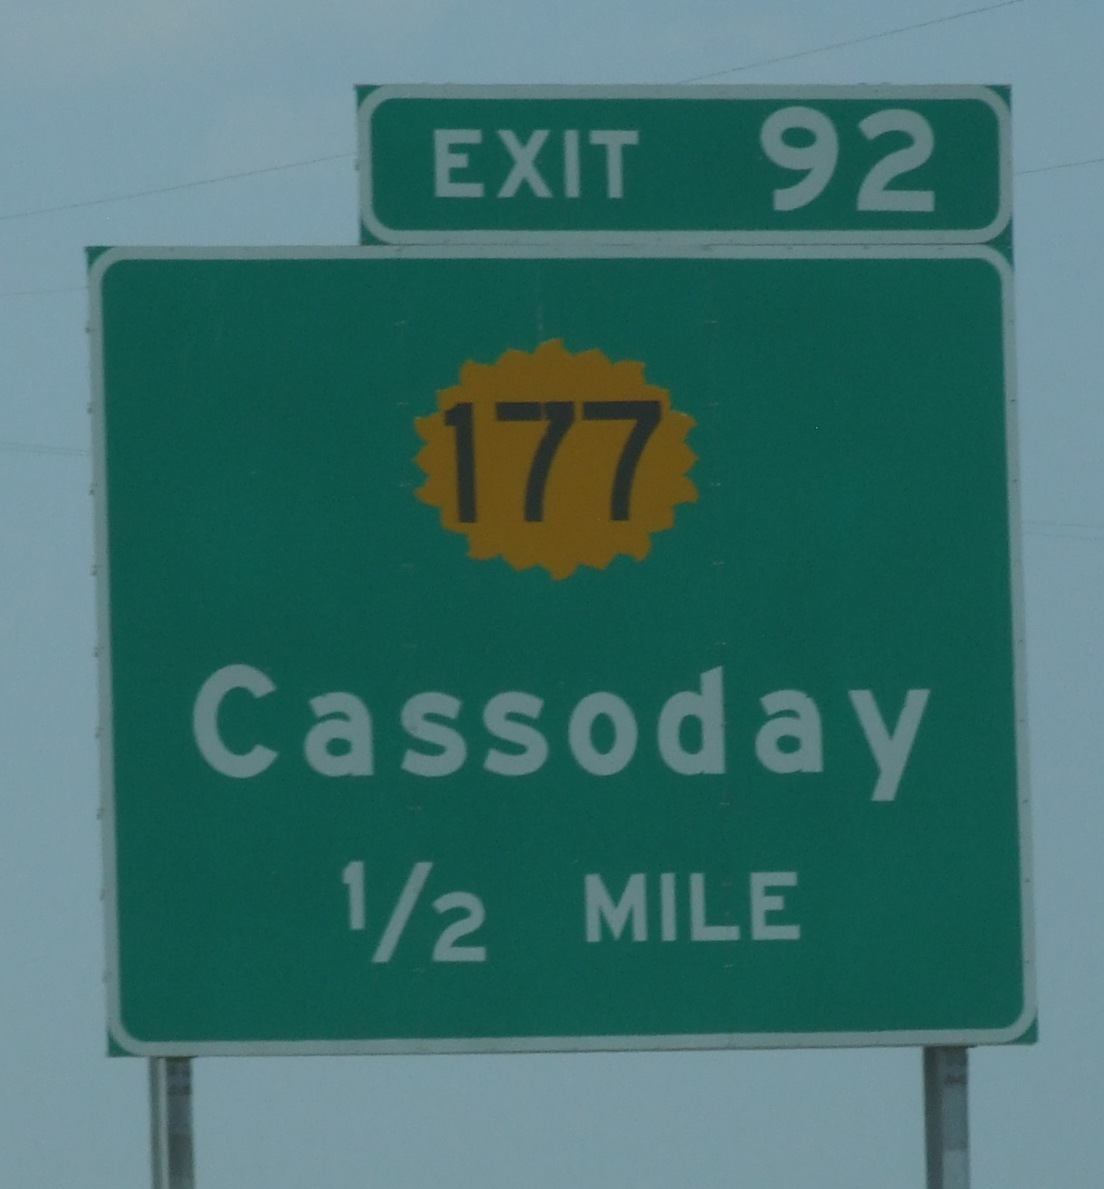 EXIT 92
177
Cassoday
1/2 MILE